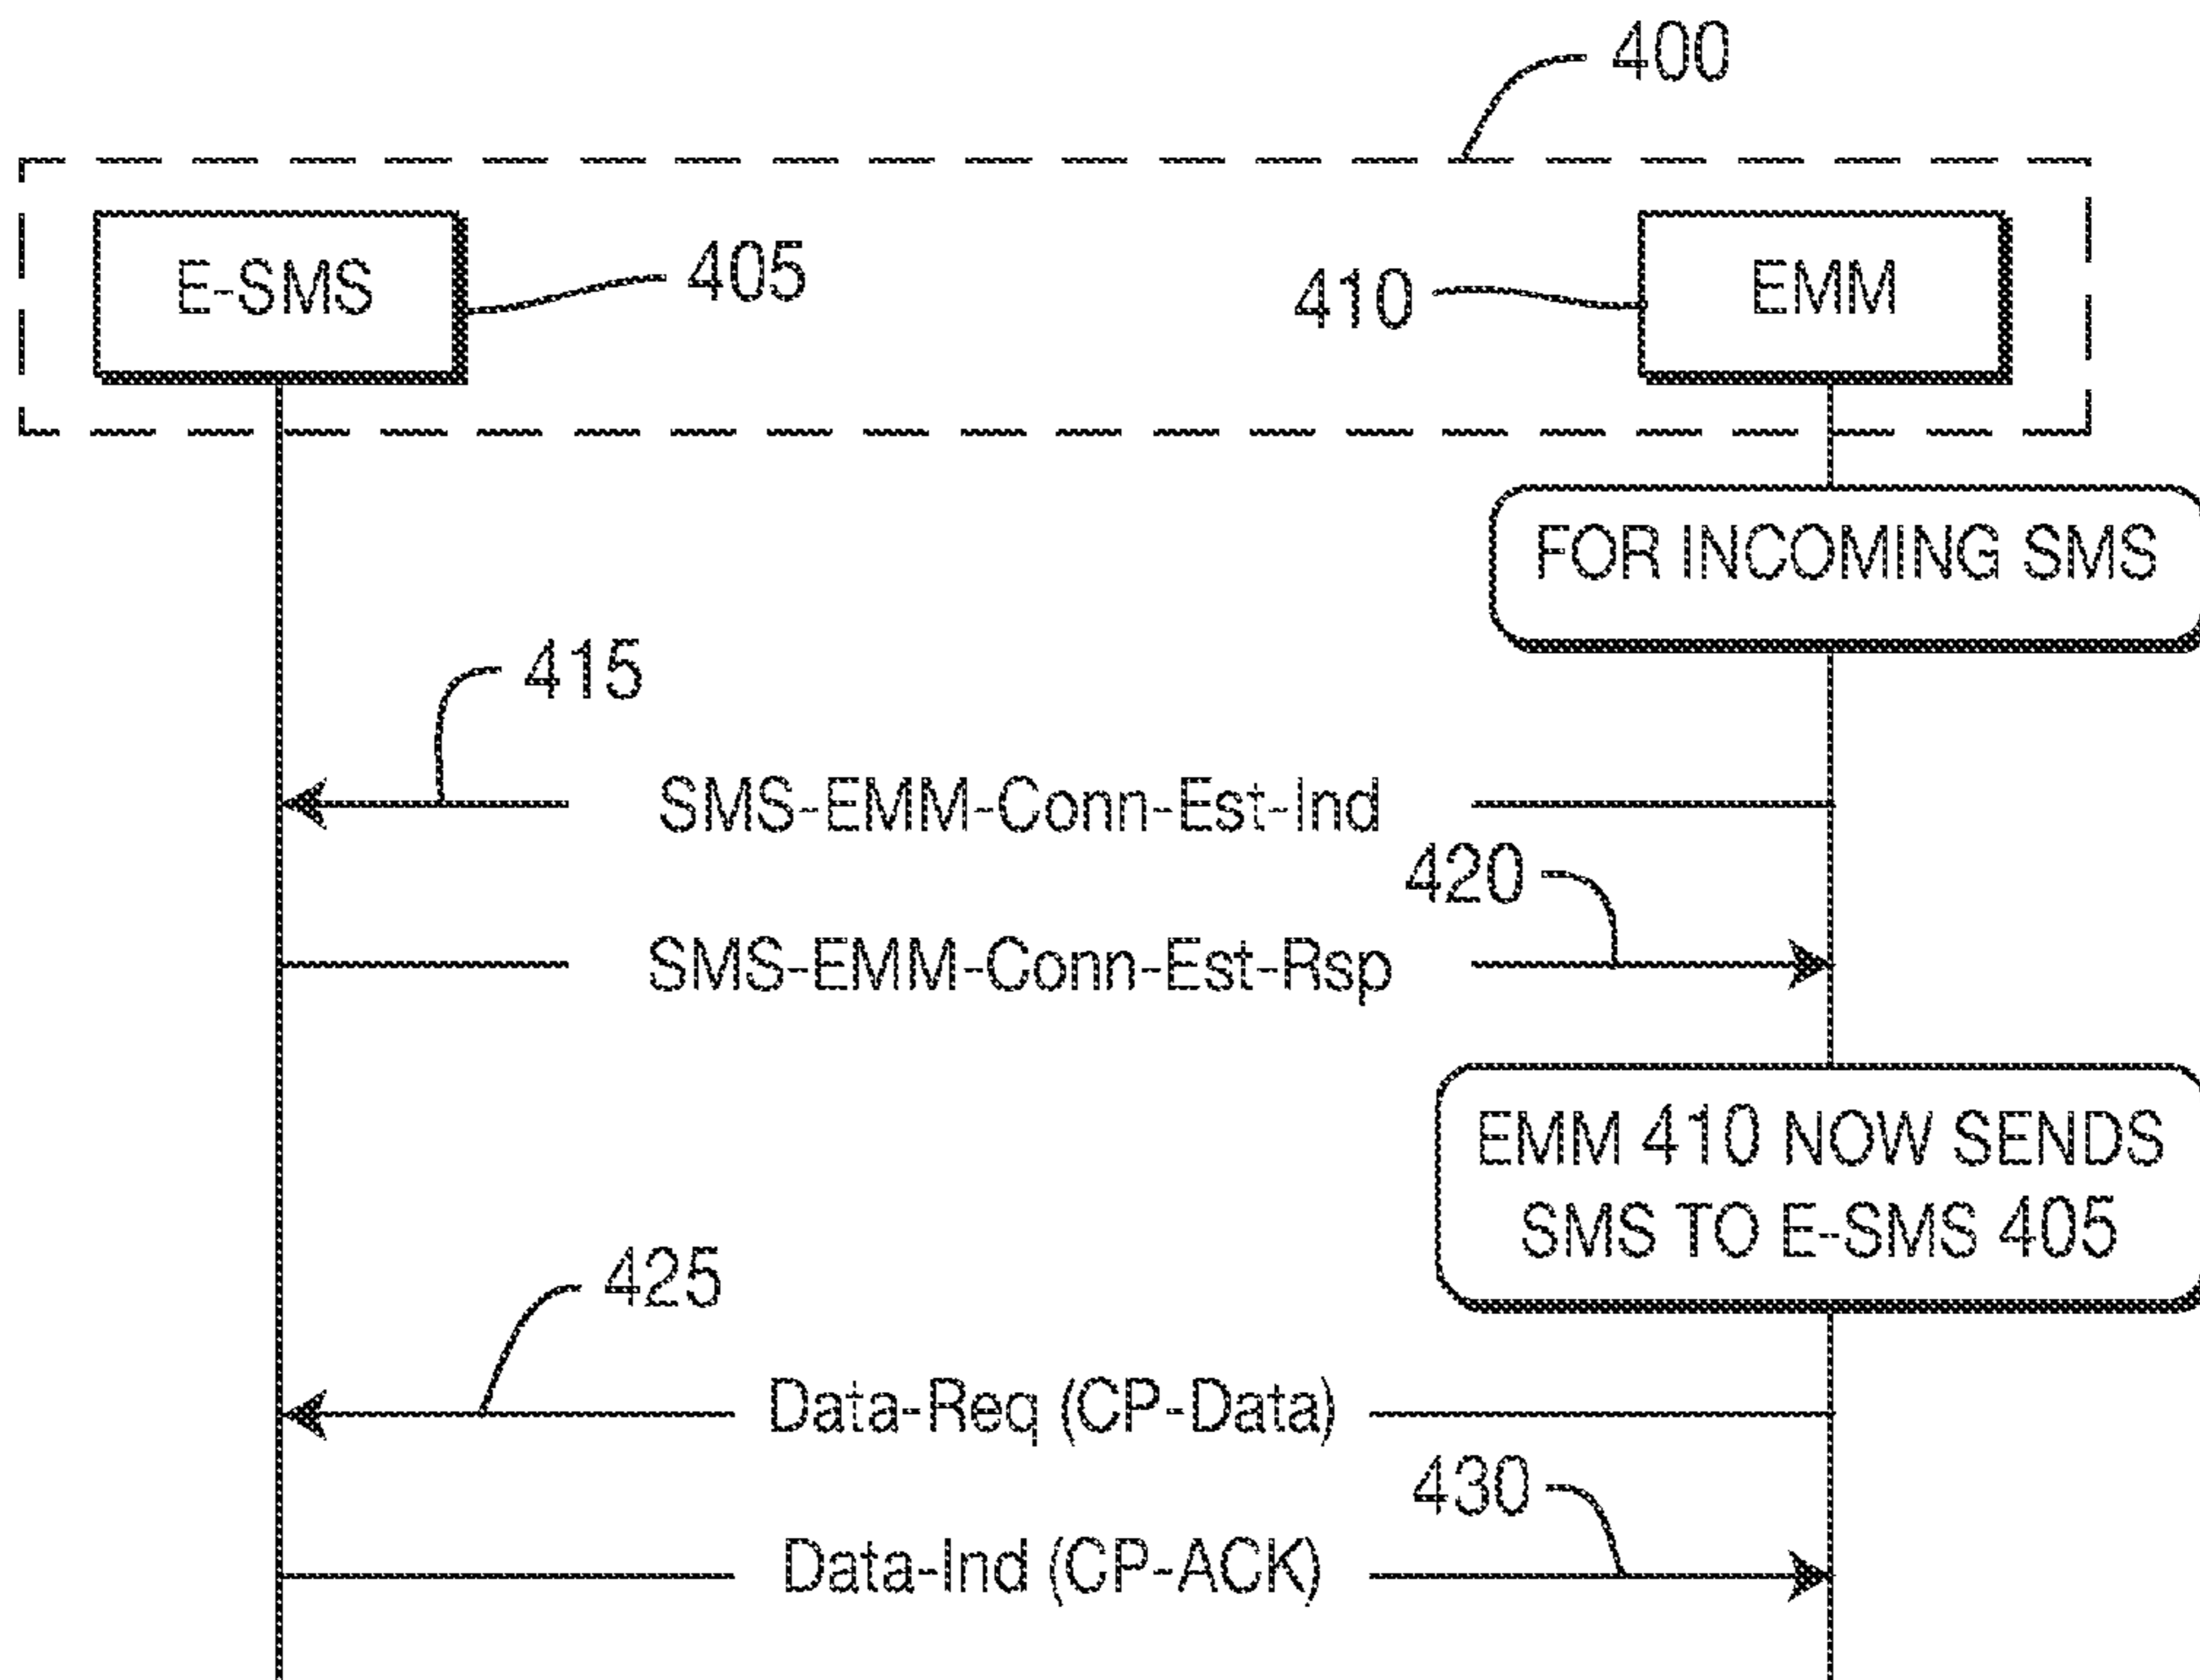 400
E-SMS
405
410
EMM
FOR INCOMING SMS
415
SMS-EMM-Conn-Est-Ind
420
SMS-EMM-Conn-Est-Rsp
EMM 410 NOW SENDS
SMS TO E-SMS 405
425
Data-Req (CP-Data)
430
Data-Ind (CP-ACK)